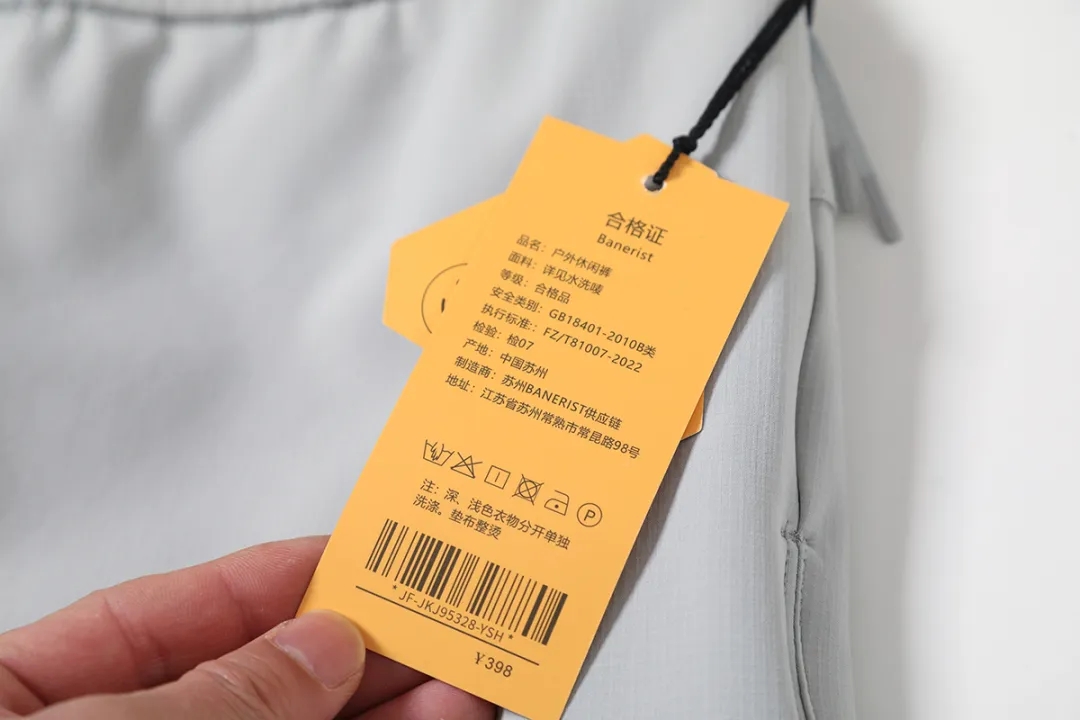 合格证
Banerist
品名：户外休闲裤
面料：详见水洗唛
等级：合格品
安全类别：GB18401-2010B类
执行标准：FZ/T81007-2022
检验：检07
产地：中国苏州
制造商：苏州BANERIST供应链
地址：江苏省苏州常熟市常昆路98号
P
注：深、浅色衣物分开单独
洗涤。垫布整烫
*JF-JKJ95328-YSH*
¥398